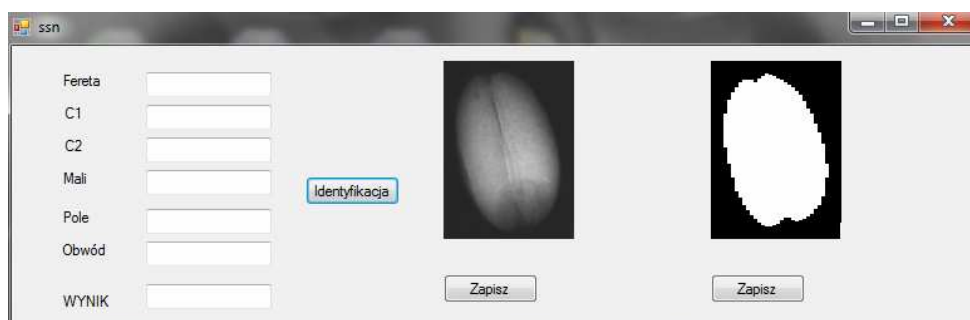 ssn
Fereta
C1
C2
Mali
Identyfikacja
Pole
Obwód
WYNIK
Zapisz
Zapisz